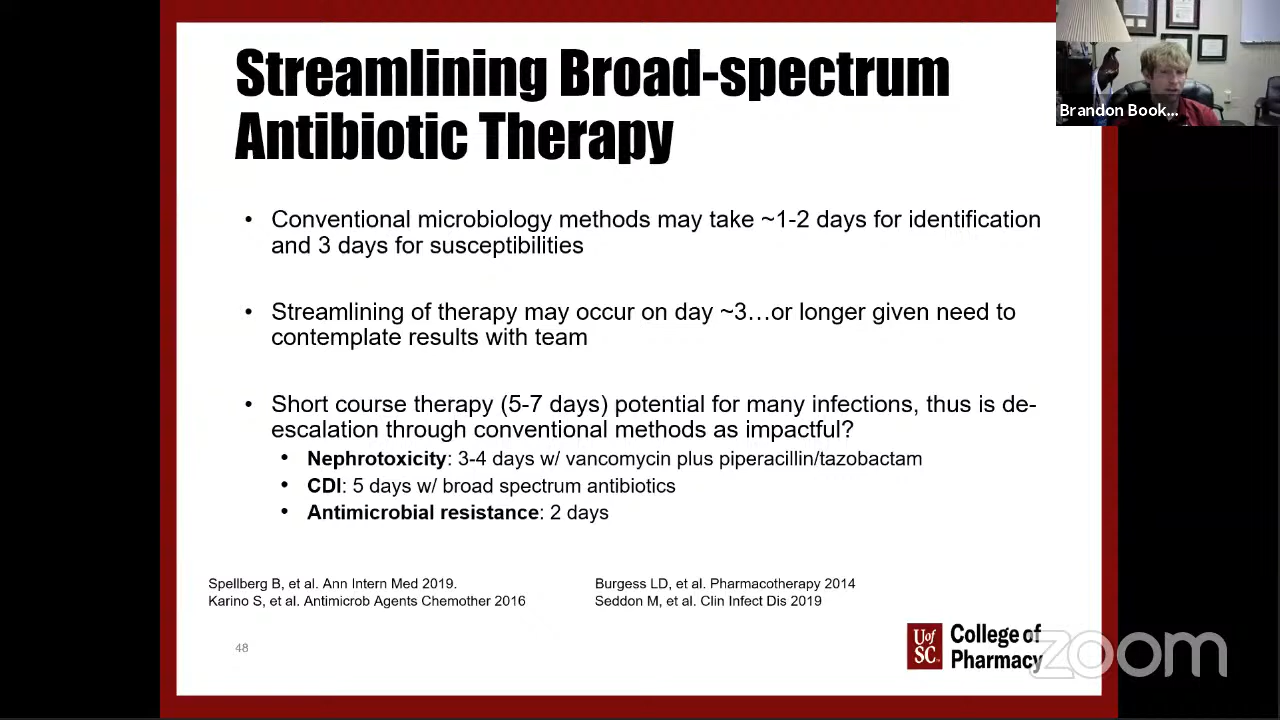 Streamlining Broad-spectrum
Antibiotic Therapy
Brandon Book...
• Conventional microbiology methods may take ~1-2 days for identification
and 3 days for susceptibilities
• Streamlining of therapy may occur on day ~3…or longer given need to
contemplate results with team
• Short course therapy (5-7 days) potential for many infections, thus is de-
escalation through conventional methods as impactful?
• Nephrotoxicity: 3-4 days w/ vancomycin plus piperacillin/tazobactam
• CDI: 5 days w/ broad spectrum antibiotics
• Antimicrobial resistance: 2 days
Spellberg B, et al. Ann Intern Med 2019.
Karino S, et al. Antimicrob Agents Chemother 2016
Burgess LD, et al. Pharmacotherapy 2014
Seddon M, et al. Clin Infect Dis 2019
48
UofSC
College of
Pharmacy
zoom